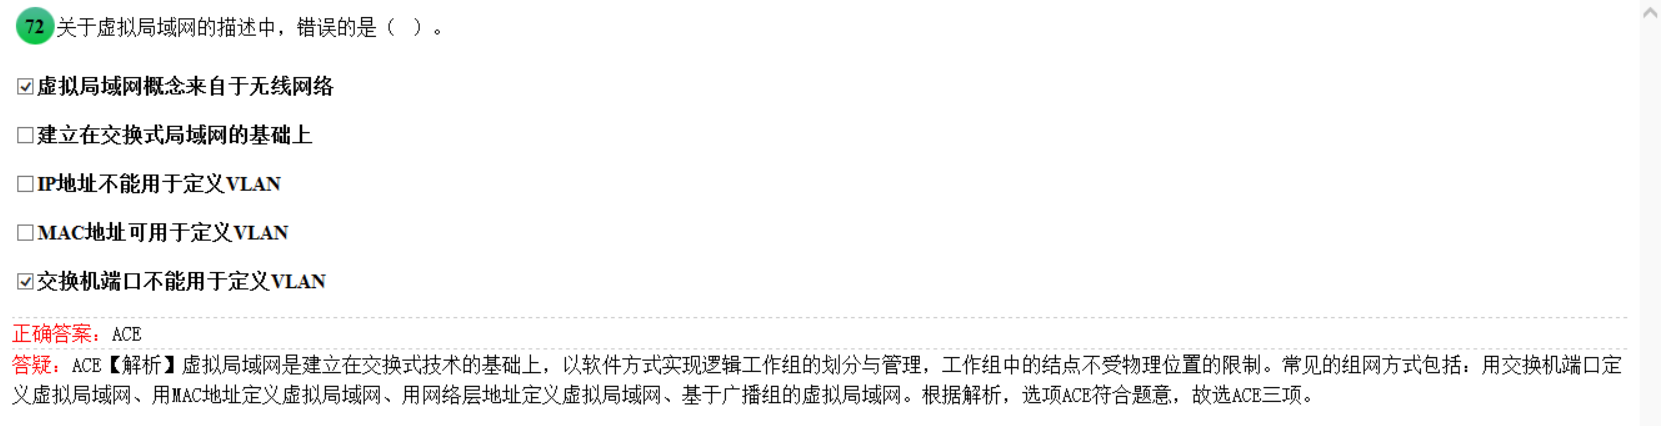 72 关于虚拟局域网的描述中，错误的是（ ）。
虚拟局域网概念来自于无线网络
建立在交换式局域网的基础上
IP地址不能用于定义VLAN
MAC地址可用于定义VLAN
交换机端口不能用于定义VLAN
正确答案：ACE
答疑：ACE【解析】虚拟局域网是建立在交换式技术的基础上，以软件方式实现逻辑工作组的划分与管理，工作组中的结点不受物理位置的限制。常见的组网方式包括：用交换机端口定
义虚拟局域网、用MAC地址定义虚拟局域网、用网络层地址定义虚拟局域网、基于广播组的虚拟局域网。根据解析，选项ACE符合题意，故选ACE三项。